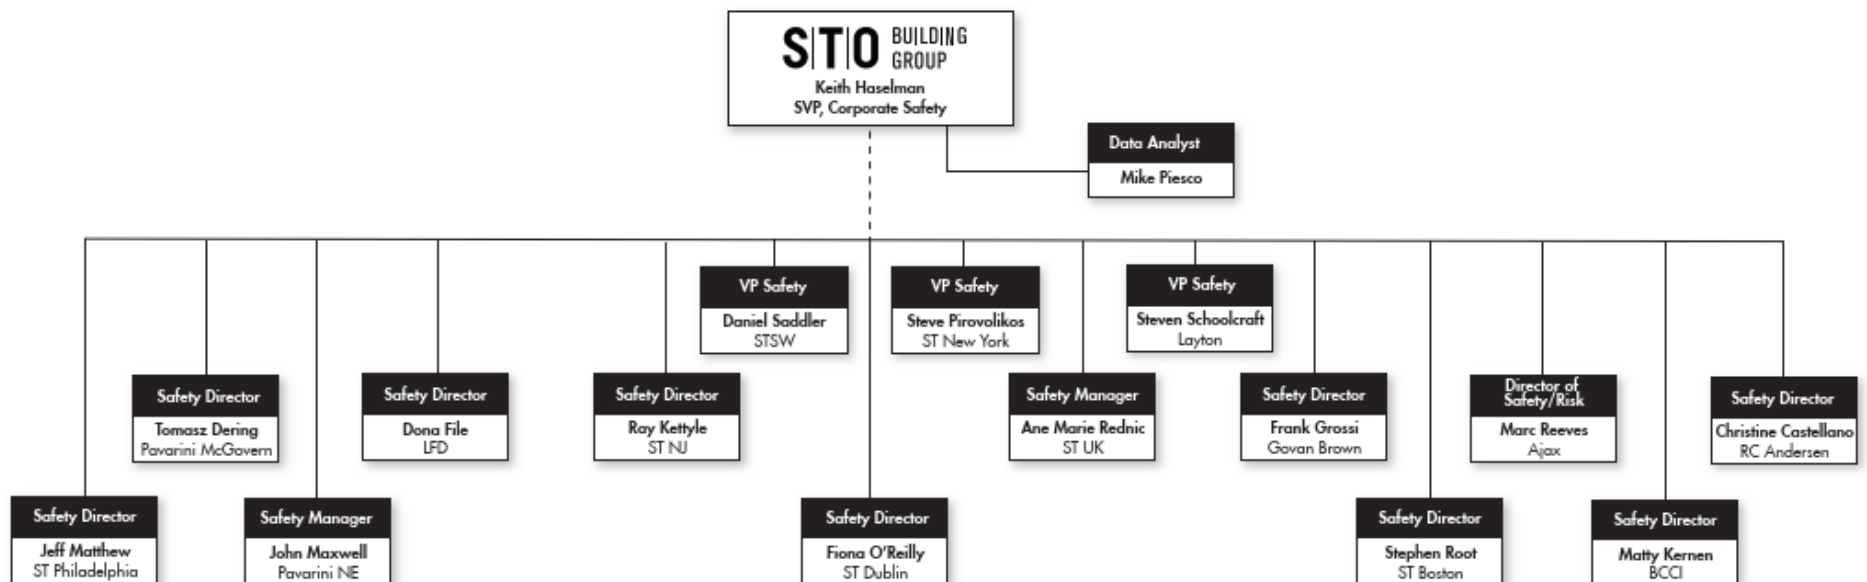 S|T|O BUILDING
GROUP
Keith Haselman
SVP, Corporate Safety
Data Analyst
Mike Piesco
VP Safety
Daniel Saddler
STSW
VP Safety
Steve Pirovolikos
ST New York
VP Safety
Steven Schoolcraft
Layton
Safety Director
Tomasz Dering
Pavarini McGovern
Safety Director
Dona File
LFD
Safety Director
Ray Kettyle
ST NJ
Safety Manager
Ane Marie Rednic
ST UK
Safety Director
Frank Grossi
Govan Brown
Director of
Safety/Risk
Marc Reeves
Ajax
Safety Director
Christine Castellano
RC Andersen
Safety Director
Jeff Matthew
ST Philadelphia
Safety Manager
John Maxwell
Pavarini NE
Safety Director
Fiona O'Reilly
ST Dublin
Safety Director
Stephen Root
ST Boston
Safety Director
Matty Kernen
BCCI